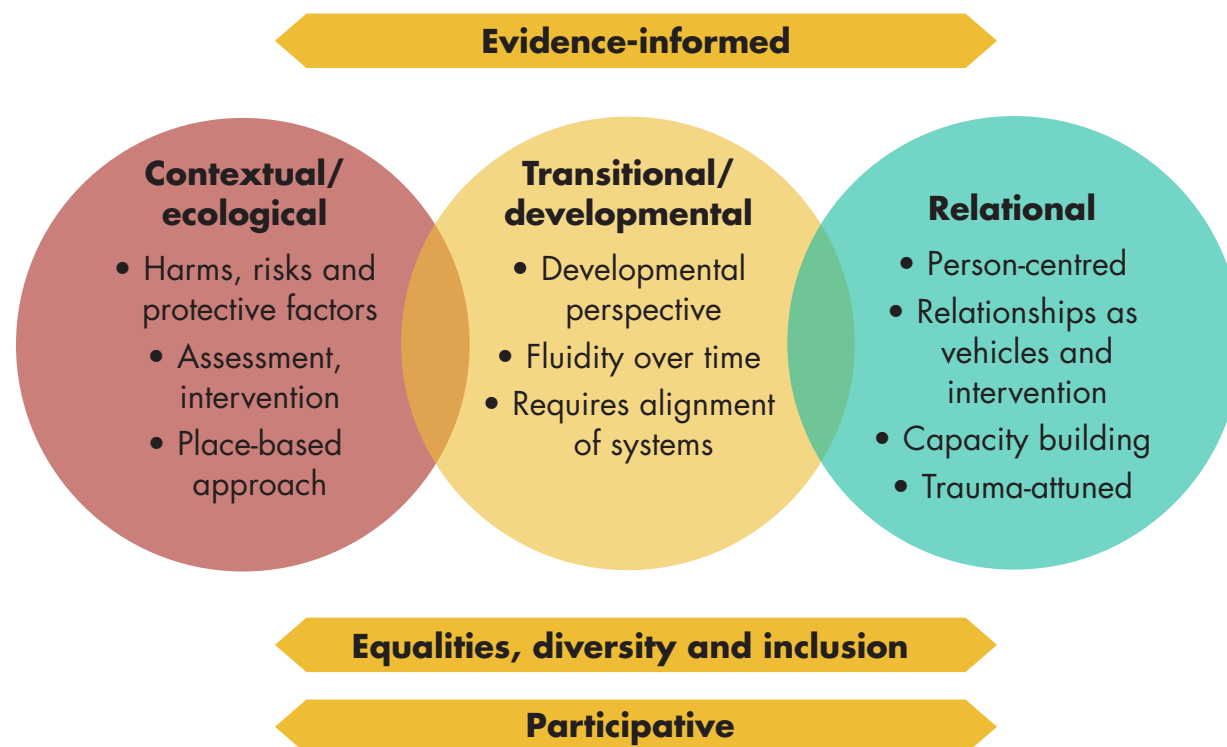 Evidence-informed
Contextual/
ecological
• Harms, risks and
protective factors
• Assessment,
intervention
• Place-based
approach
Transitional/
developmental
• Developmental
perspective
• Fluidity over time
• Requires alignment
of systems
Relational
• Person-centred
• Relationships as
vehicles and
intervention
• Capacity building
• Trauma-attuned
Equalities, diversity and inclusion
Participative